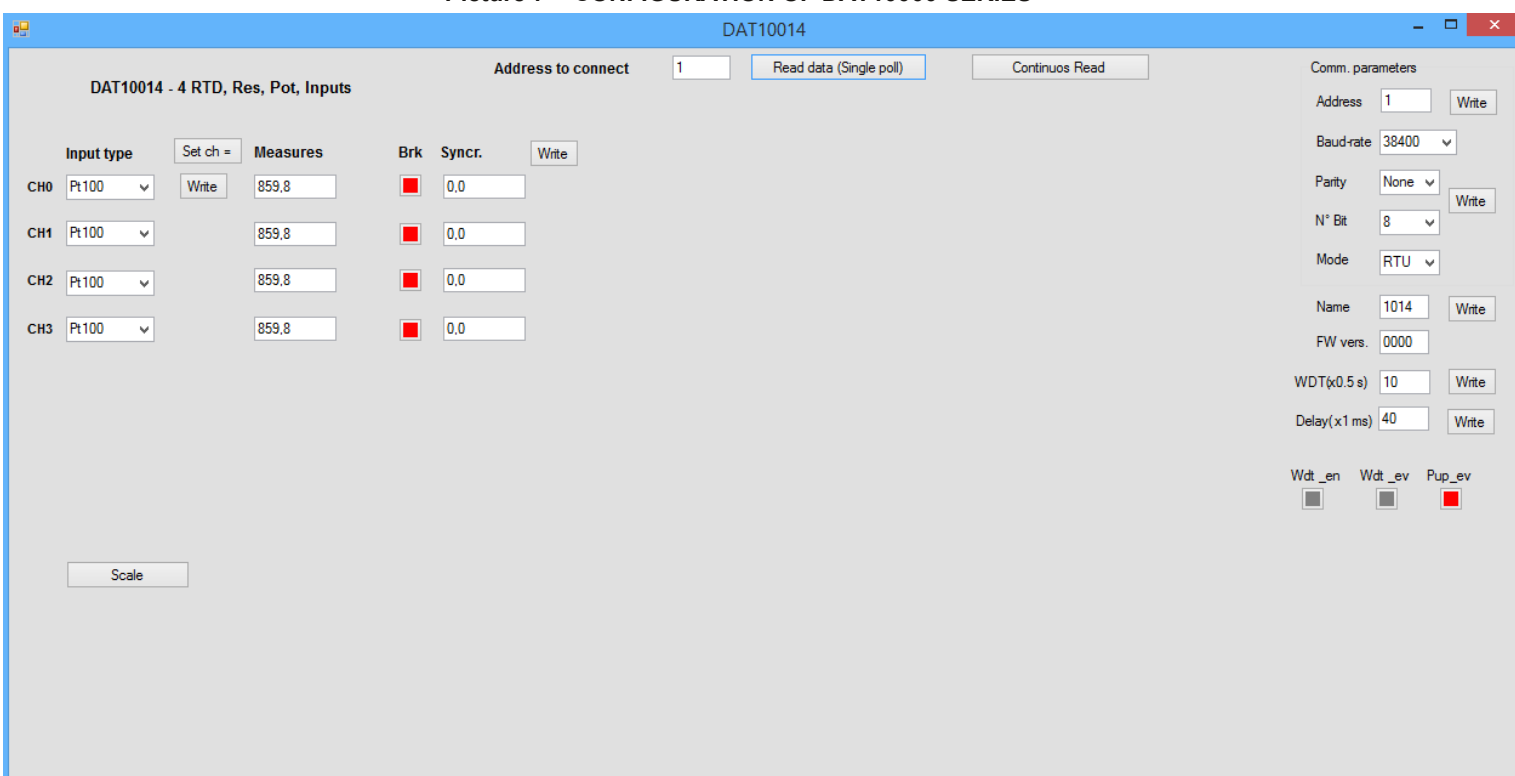 DAT10014
Address to connect 1 Read data (Single poll) Continuos Read
DAT10014 - 4 RTD, Res, Pot, Inputs
Input type Set ch = Measures Brk Syncr. Write
CH0 Pt100 Write 859,8 0,0
CH1 Pt100 859,8 0,0
CH2 Pt100 859,8 0,0
CH3 Pt100 859,8 0,0
Scale
Comm. parameters
Address 1 Write
Baud-rate 38400
Parity None
Write
N° Bit 8
Mode RTU
Name 1014 Write
FW vers. 0000
WDT(x0.5 s) 10 Write
Delay( x1 ms) 40 Write
Wdt _en Wdt _ev Pup_ev